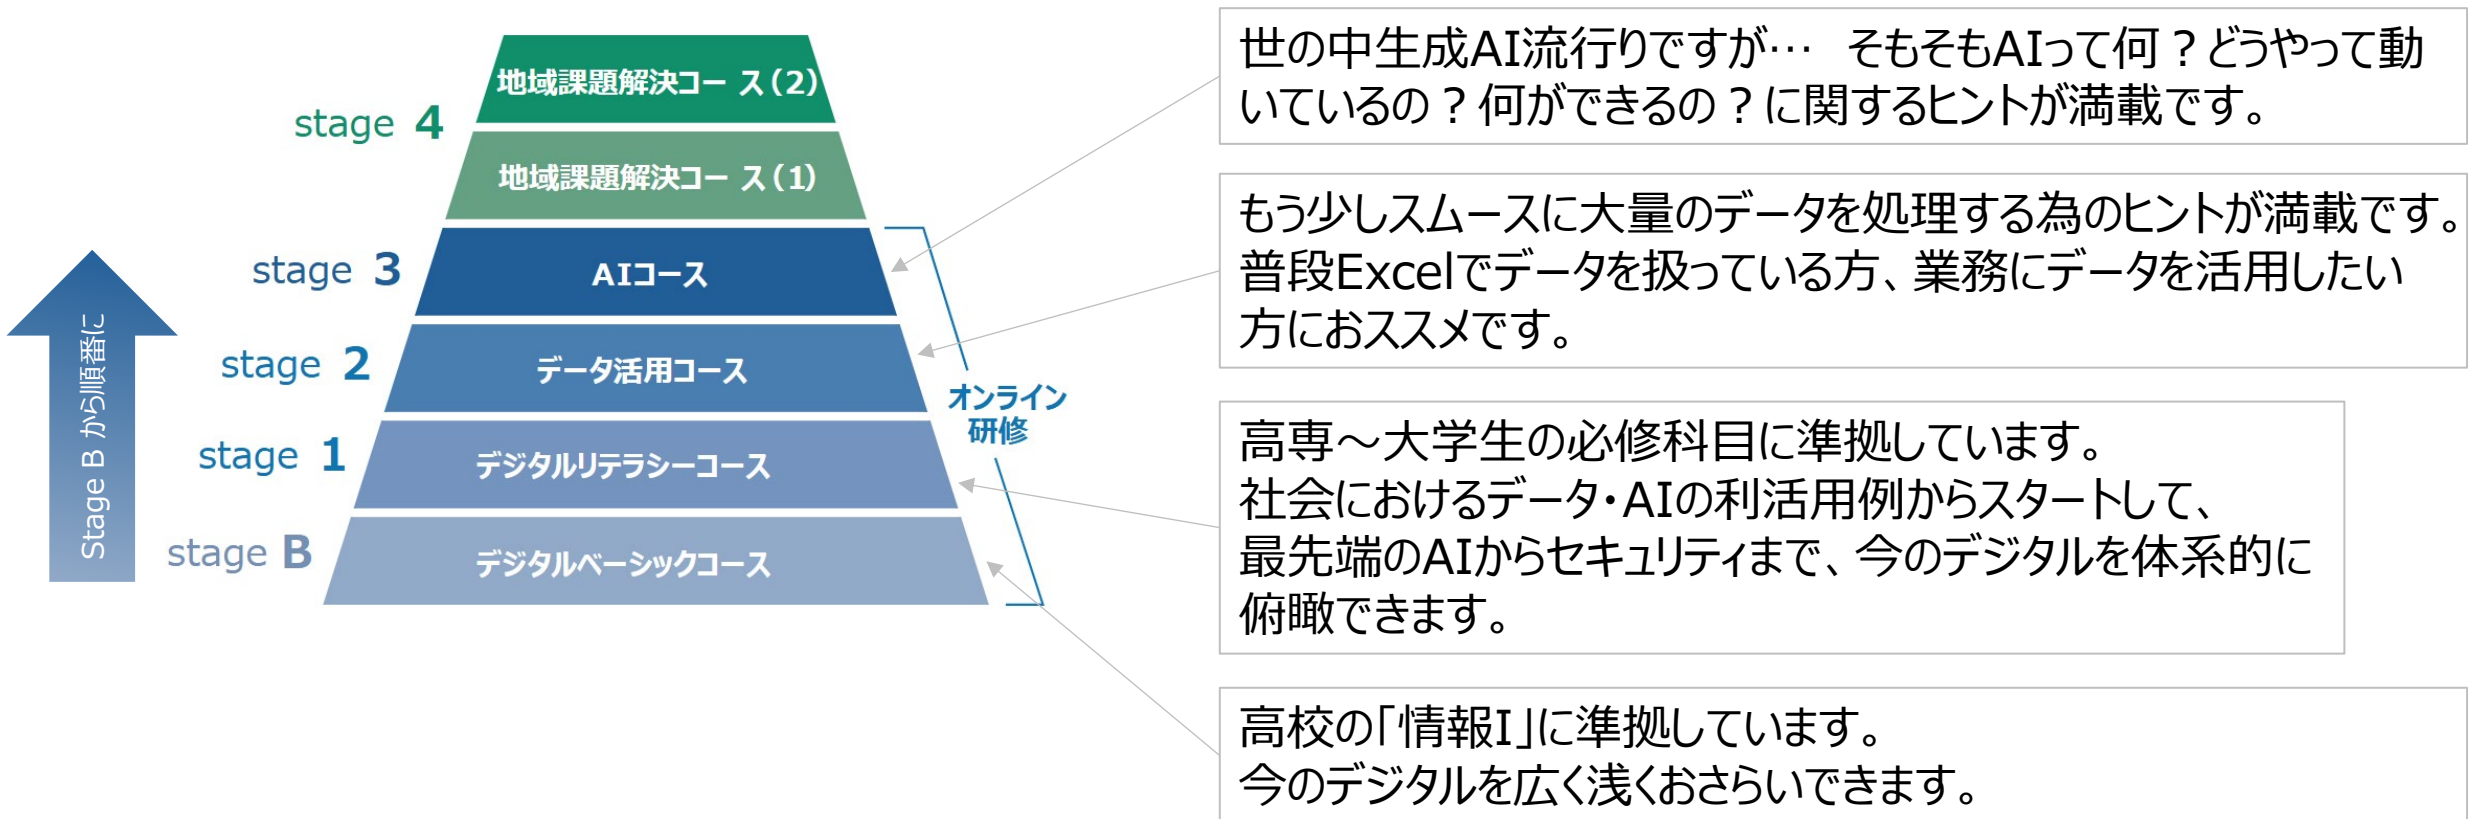 地域課題解決コース（2）
stage 4
地域課題解決コース（1）
stage 3
AIコース
stage 2
データ活用コース
stage 1
デジタルリテラシーコース
stage B
デジタルベーシックコース
Stage B から順番に
オンライン
研修
世の中生成AI流行りですが… そもそもAIって何？どうやって動
いているの？何ができるの？に関するヒントが満載です。
もう少しスムースに大量のデータを処理する為のヒントが満載です。
普段Excelでデータを扱っている方、業務にデータを活用したい
方におススメです。
高専～大学生の必修科目に準拠しています。
社会におけるデータ・AIの利活用例からスタートして、
最先端のAIからセキュリティまで、今のデジタルを体系的に
俯瞰できます。
高校の「情報I」に準拠しています。
今のデジタルを広く浅くおさらいできます。